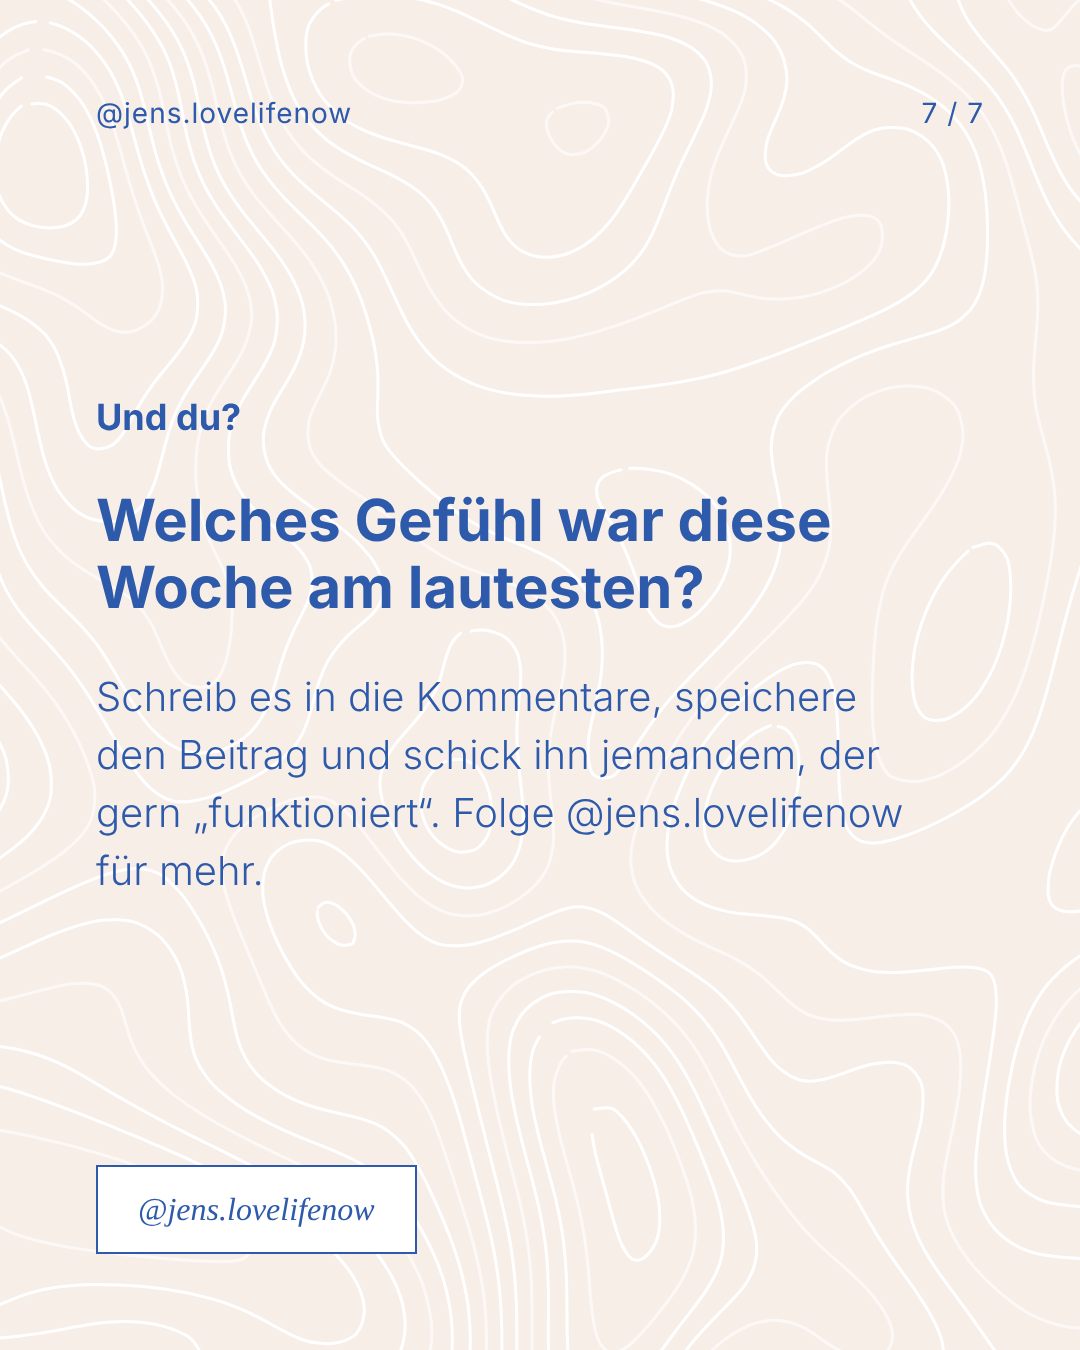 @jens.lovelifenow
7 / 7
Und du?
Welches Gefühl war diese
Woche am lautesten?
Schreib es in die Kommentare, speichere
den Beitrag und schick ihn jemandem, der
gern „funktioniert“. Folge @jens.lovelifenow
für mehr.
@jens.lovelifenow